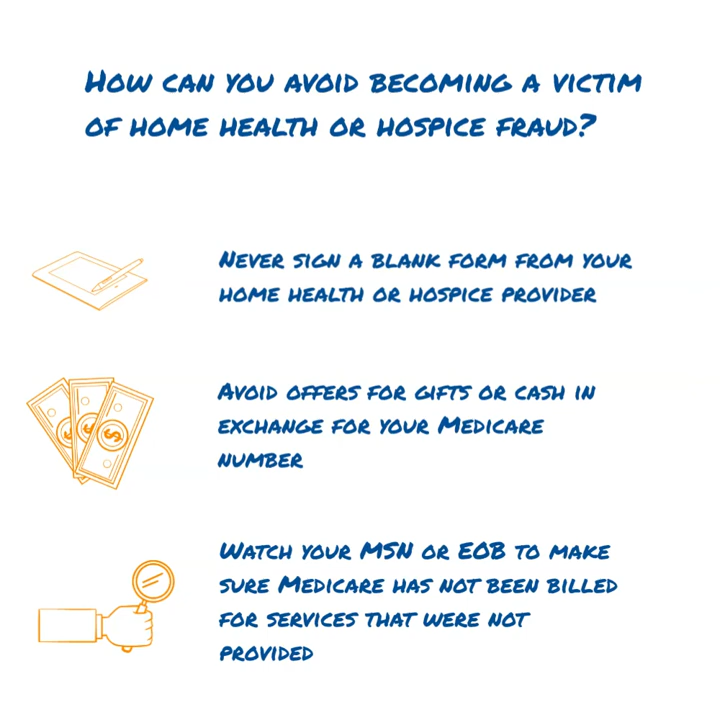 How can you avoid becoming a victim
of home health or hospice fraud?
Never sign a blank form from your
home health or hospice provider
Avoid offers for gifts or cash in
exchange for your Medicare
number
Watch your MSN or EOB to make
sure Medicare has not been billed
for services that were not
provided